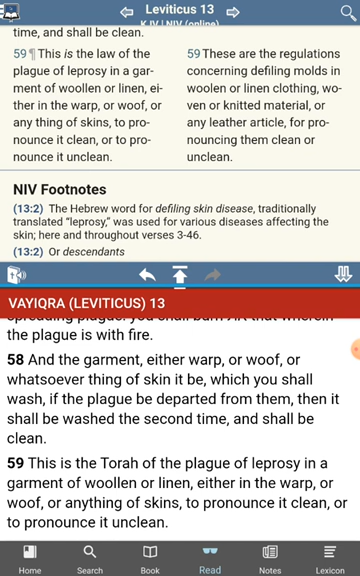 Leviticus 13
KJV | NIV (online)
time, and shall be clean.
59 ¶ This is the law of the
plague of leprosy in a gar-
ment of woollen or linen, ei-
ther in the warp, or woof, or
any thing of skins, to pro-
nounce it clean, or to pro-
nounce it unclean.
59 These are the regulations
concerning defiling molds in
woolen or linen clothing, wo-
ven or knitted material, or
any leather article, for pro-
nouncing them clean or
unclean.
NIV Footnotes
(13:2) The Hebrew word for defiling skin disease, traditionally
translated “leprosy,” was used for various diseases affecting the
skin; here and throughout verses 3-46.
(13:2) Or descendants
VAYIQRA (LEVITICUS) 13
spreading plague: you shall burn that wherein
the plague is with fire.
58 And the garment, either warp, or woof, or
whatsoever thing of skin it be, which you shall
wash, if the plague be departed from them, then it
shall be washed the second time, and shall be
clean.
59 This is the Torah of the plague of leprosy in a
garment of woollen or linen, either in the warp, or
woof, or anything of skins, to pronounce it clean, or
to pronounce it unclean.
Home
Search
Book
Read
Notes
Lexicon